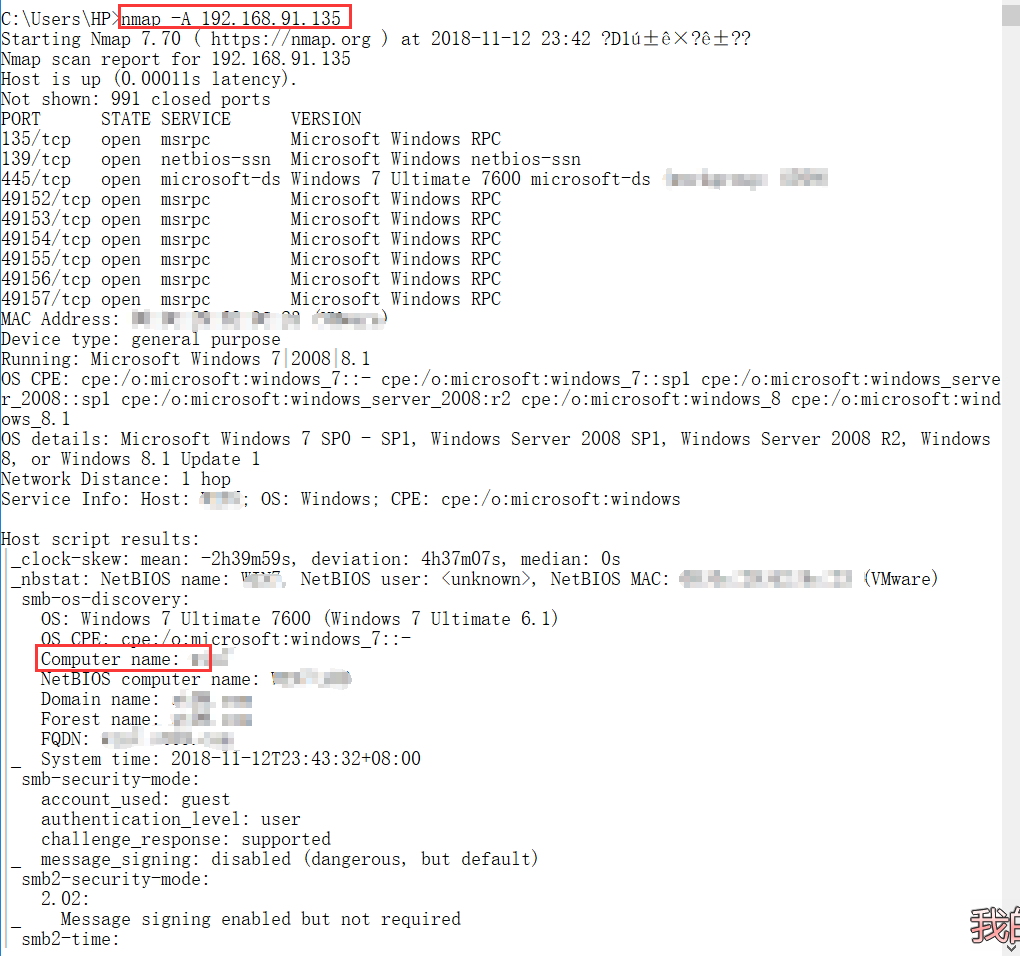 C:\Users\HP>nmap -A 192.168.91.135
Starting Nmap 7.70 ( https://nmap.org ) at 2018-11-12 23:42 ?D1ú±ê×?ê±??
Nmap scan report for 192.168.91.135
Host is up (0.00011s latency).
Not shown: 991 closed ports
PORT      STATE SERVICE      VERSION
135/tcp   open  msrpc        Microsoft Windows RPC
139/tcp   open  netbios-ssn  Microsoft Windows netbios-ssn
445/tcp   open  microsoft-ds Windows 7 Ultimate 7600 microsoft-ds
49152/tcp open  msrpc        Microsoft Windows RPC
49153/tcp open  msrpc        Microsoft Windows RPC
49154/tcp open  msrpc        Microsoft Windows RPC
49155/tcp open  msrpc        Microsoft Windows RPC
49156/tcp open  msrpc        Microsoft Windows RPC
49157/tcp open  msrpc        Microsoft Windows RPC
MAC Address:
Device type: general purpose
Running: Microsoft Windows 7|2008|8.1
OS CPE: cpe:/o:microsoft:windows_7::- cpe:/o:microsoft:windows_7::sp1 cpe:/o:microsoft:windows_serve
r_2008::sp1 cpe:/o:microsoft:windows_server_2008:r2 cpe:/o:microsoft:windows_8 cpe:/o:microsoft:wind
ows_8.1
OS details: Microsoft Windows 7 SP0 - SP1, Windows Server 2008 SP1, Windows Server 2008 R2, Windows
8, or Windows 8.1 Update 1
Network Distance: 1 hop
Service Info: Host: ; OS: Windows; CPE: cpe:/o:microsoft:windows
Host script results:
|_clock-skew: mean: -2h39m59s, deviation: 4h37m07s, median: 0s
|_nbstat: NetBIOS name: , NetBIOS user: <unknown>, NetBIOS MAC: (VMware)
| smb-os-discovery:
|   OS: Windows 7 Ultimate 7600 (Windows 7 Ultimate 6.1)
|   OS CPE: cpe:/o:microsoft:windows_7::-
|   Computer name:
|   NetBIOS computer name:
|   Domain name:
|   Forest name:
|   FQDN:
|_  System time: 2018-11-12T23:43:32+08:00
| smb-security-mode:
|   account_used: guest
|   authentication_level: user
|   challenge_response: supported
|_  message_signing: disabled (dangerous, but default)
| smb2-security-mode:
|   2.02:
|_    Message signing enabled but not required
| smb2-time:
我